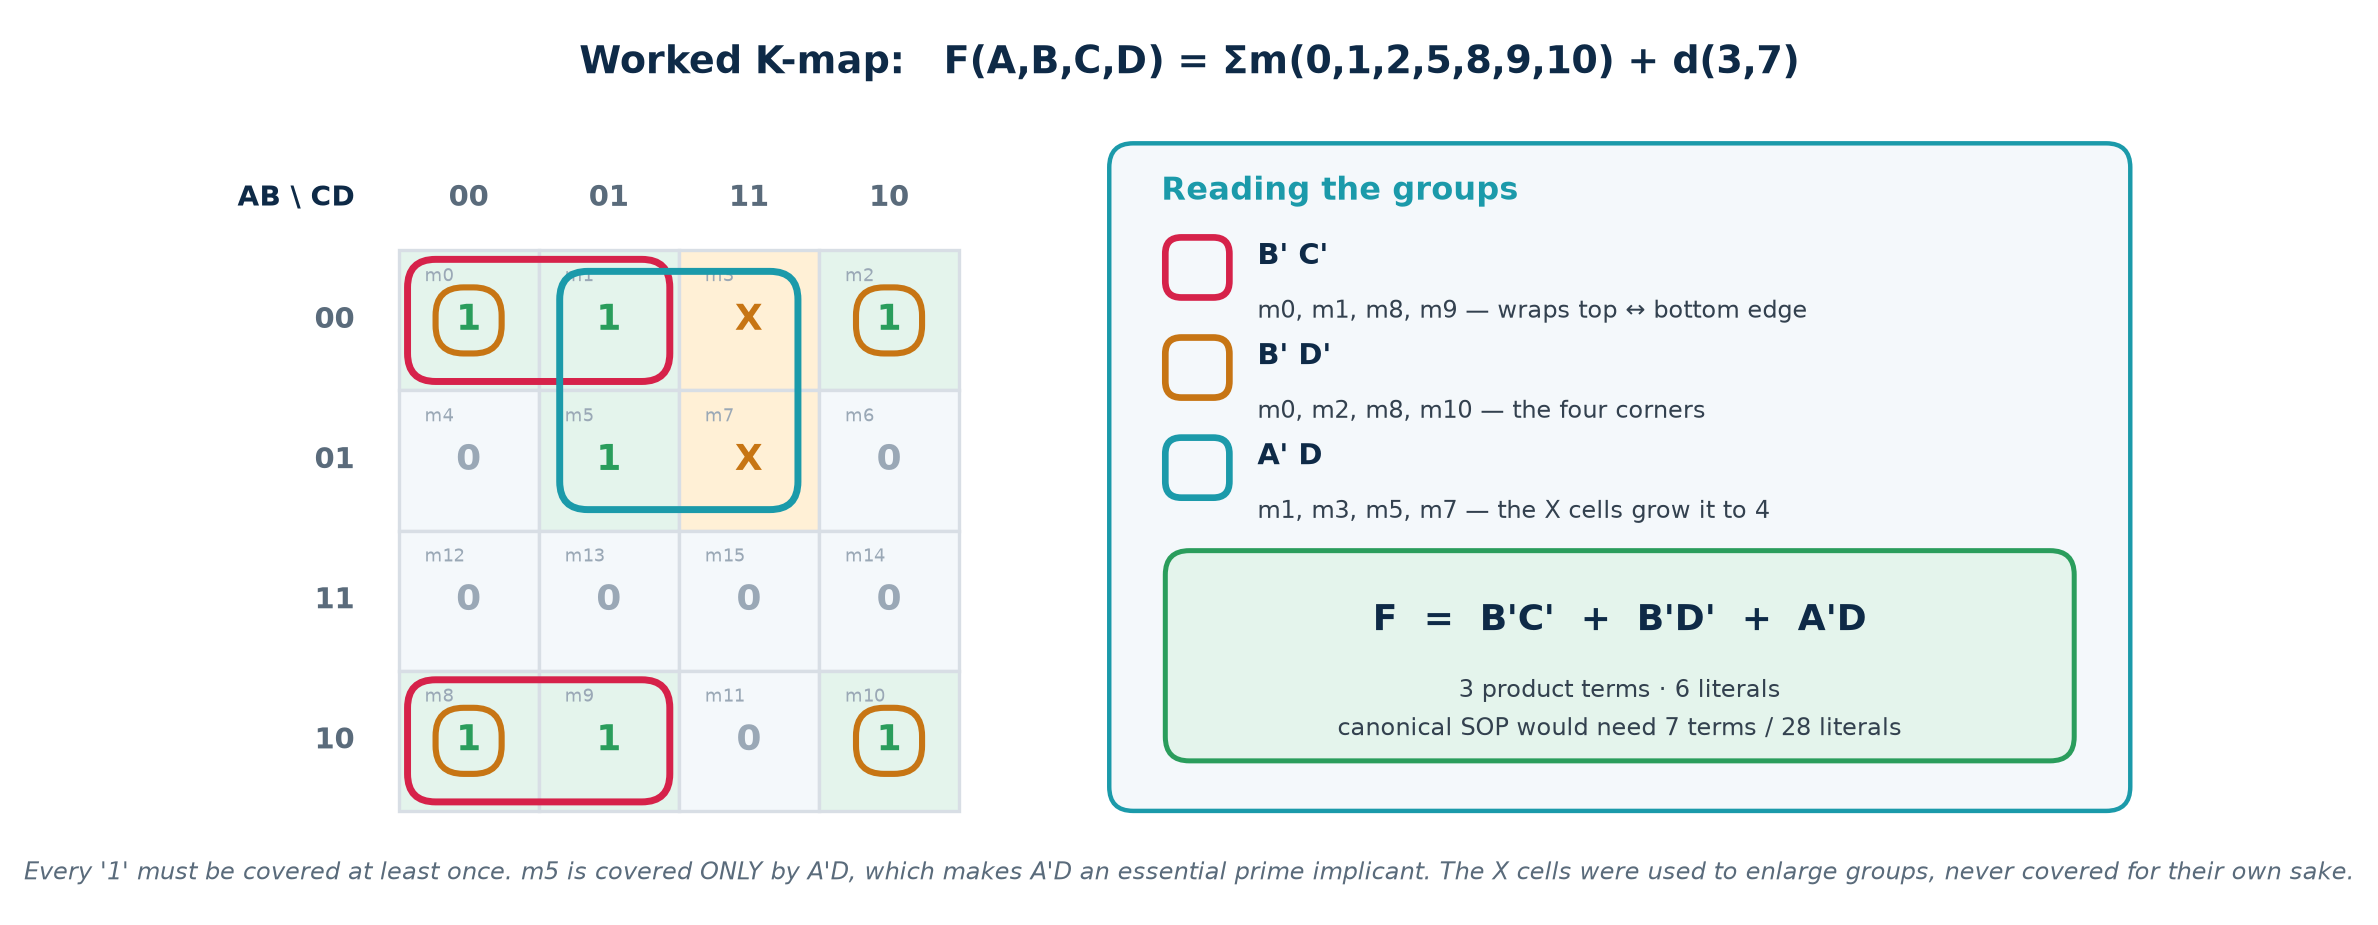 Worked K-map: F(A,B,C,D) = Σm(0,1,2,5,8,9,10) + d(3,7)
AB \ CD 00 01 11 10
m0 m1 m3 m2
00 1 1 X 1
m4 m5 m7 m6
01 0 1 X 0
m12 m13 m15 m14
11 0 0 0 0
m8 m9 m11 m10
10 1 1 0 1
Reading the groups
B' C'
m0, m1, m8, m9 — wraps top ↔ bottom edge
B' D'
m0, m2, m8, m10 — the four corners
A' D
m1, m3, m5, m7 — the X cells grow it to 4
F = B'C' + B'D' + A'D
3 product terms · 6 literals
canonical SOP would need 7 terms / 28 literals
Every '1' must be covered at least once. m5 is covered ONLY by A'D, which makes A'D an essential prime implicant. The X cells were used to enlarge groups, never covered for their own sake.